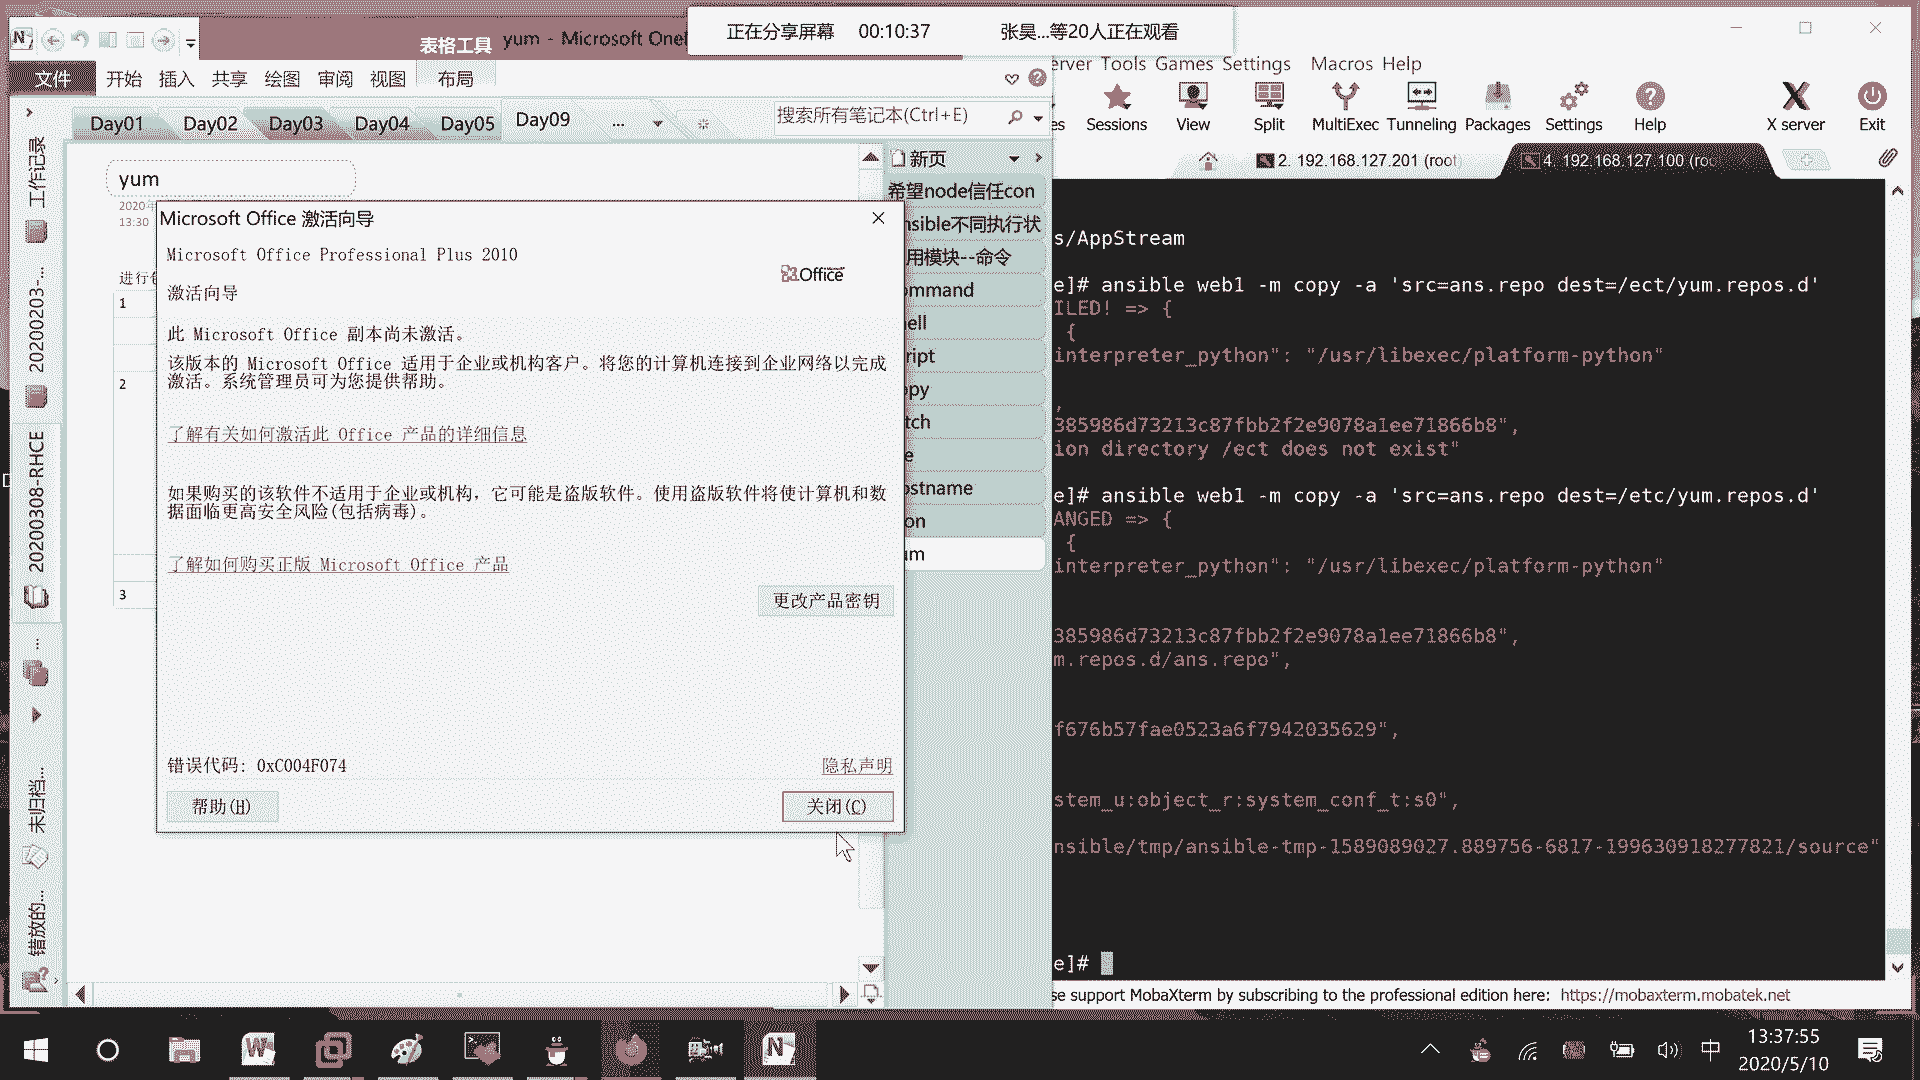 正在分享屏幕 00:10:37 张昊...等20人正在观看
表格工具 yum - Microsoft One
文件 开始 插入 共享 绘图 审阅 视图 布局
Day01 Day02 Day03 Day04 Day05 Day09 ...
搜索所有笔记本(Ctrl+E)
工作记录
20200203-...
20200308-RHCE
未归档...
错放的...
yum
13:30
1
2
3
新页
希望node信任con
nsible不同执行状
用模块--命令
ommand
ell
ipt
opy
tch
e
ostname
on
um
Microsoft Office 激活向导
Microsoft Office Professional Plus 2010
Office
激活向导
此 Microsoft Office 副本尚未激活。
该版本的 Microsoft Office 适用于企业或机构客户。将您的计算机连接到企业网络以完成
激活。系统管理员可为您提供帮助。
了解有关如何激活此 Office 产品的详细信息
如果购买的该软件不适用于企业或机构，它可能是盗版软件。使用盗版软件将使计算机和数
据面临更高安全风险(包括病毒)。
了解如何购买正版 Microsoft Office 产品
更改产品密钥
错误代码: 0xC004F074
隐私声明
帮助(H)
关闭(C)
erver Tools Games Settings Macros Help
es Sessions View Split MultiExec Tunneling Packages Settings Help X server Exit
2. 192.168.127.201 (root) 4. 192.168.127.100 (roo
s/AppStream
e]# ansible web1 -m copy -a 'src=ans.repo dest=/ect/yum.repos.d'
ILED! => {
{
interpreter_python": "/usr/libexec/platform-python"
,
385986d73213c87fbb2f2e9078a1ee71866b8",
ion directory /ect does not exist"
e]# ansible web1 -m copy -a 'src=ans.repo dest=/etc/yum.repos.d'
ANGED => {
{
interpreter_python": "/usr/libexec/platform-python"
385986d73213c87fbb2f2e9078a1ee71866b8",
m.repos.d/ans.repo",
f676b57fae0523a6f7942035629",
stem_u:object_r:system_conf_t:s0",
nsible/tmp/ansible-tmp-1589089027.889756-6817-199630918277821/source"
e]#
se support MobaXterm by subscribing to the professional edition here: https://mobaxterm.mobatek.net
中
13:37:55
2020/5/10